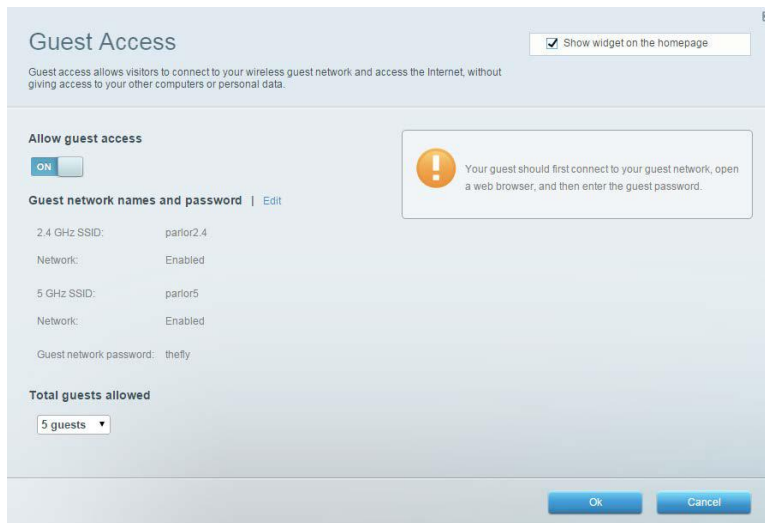 Guest Access
Show widget on the homepage
Guest access allows visitors to connect to your wireless guest network and access the Internet, without
giving access to your other computers or personal data.
Allow guest access
ON
Your guest should first connect to your guest network, open
a web browser, and then enter the guest password.
Guest network names and password | Edit
2.4 GHz SSID: parlor2.4
Network: Enabled
5 GHz SSID: parlor5
Network: Enabled
Guest network password: thefly
Total guests allowed
5 guests
Ok
Cancel